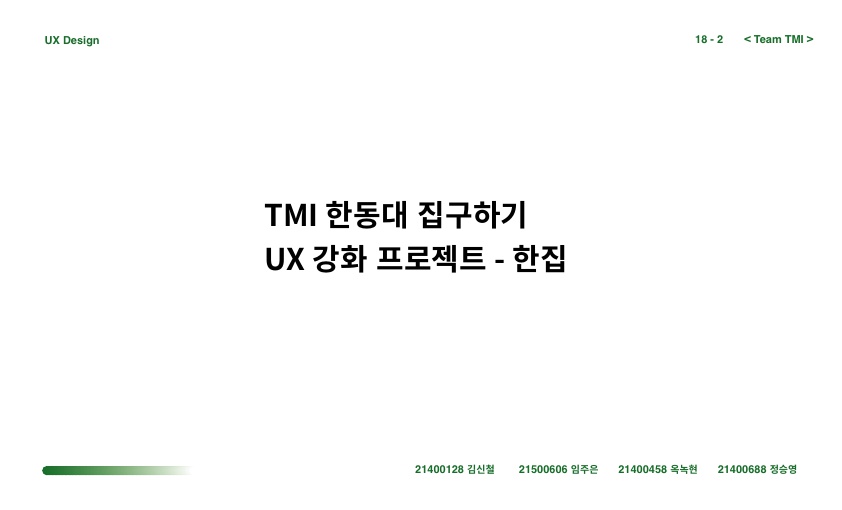 UX Design
18 - 2 < Team TMI >
TMI 한동대 집구하기
UX 강화 프로젝트 - 한집
21400128 김신철 21500606 임주은 21400458 옥녹현 21400688 정승영